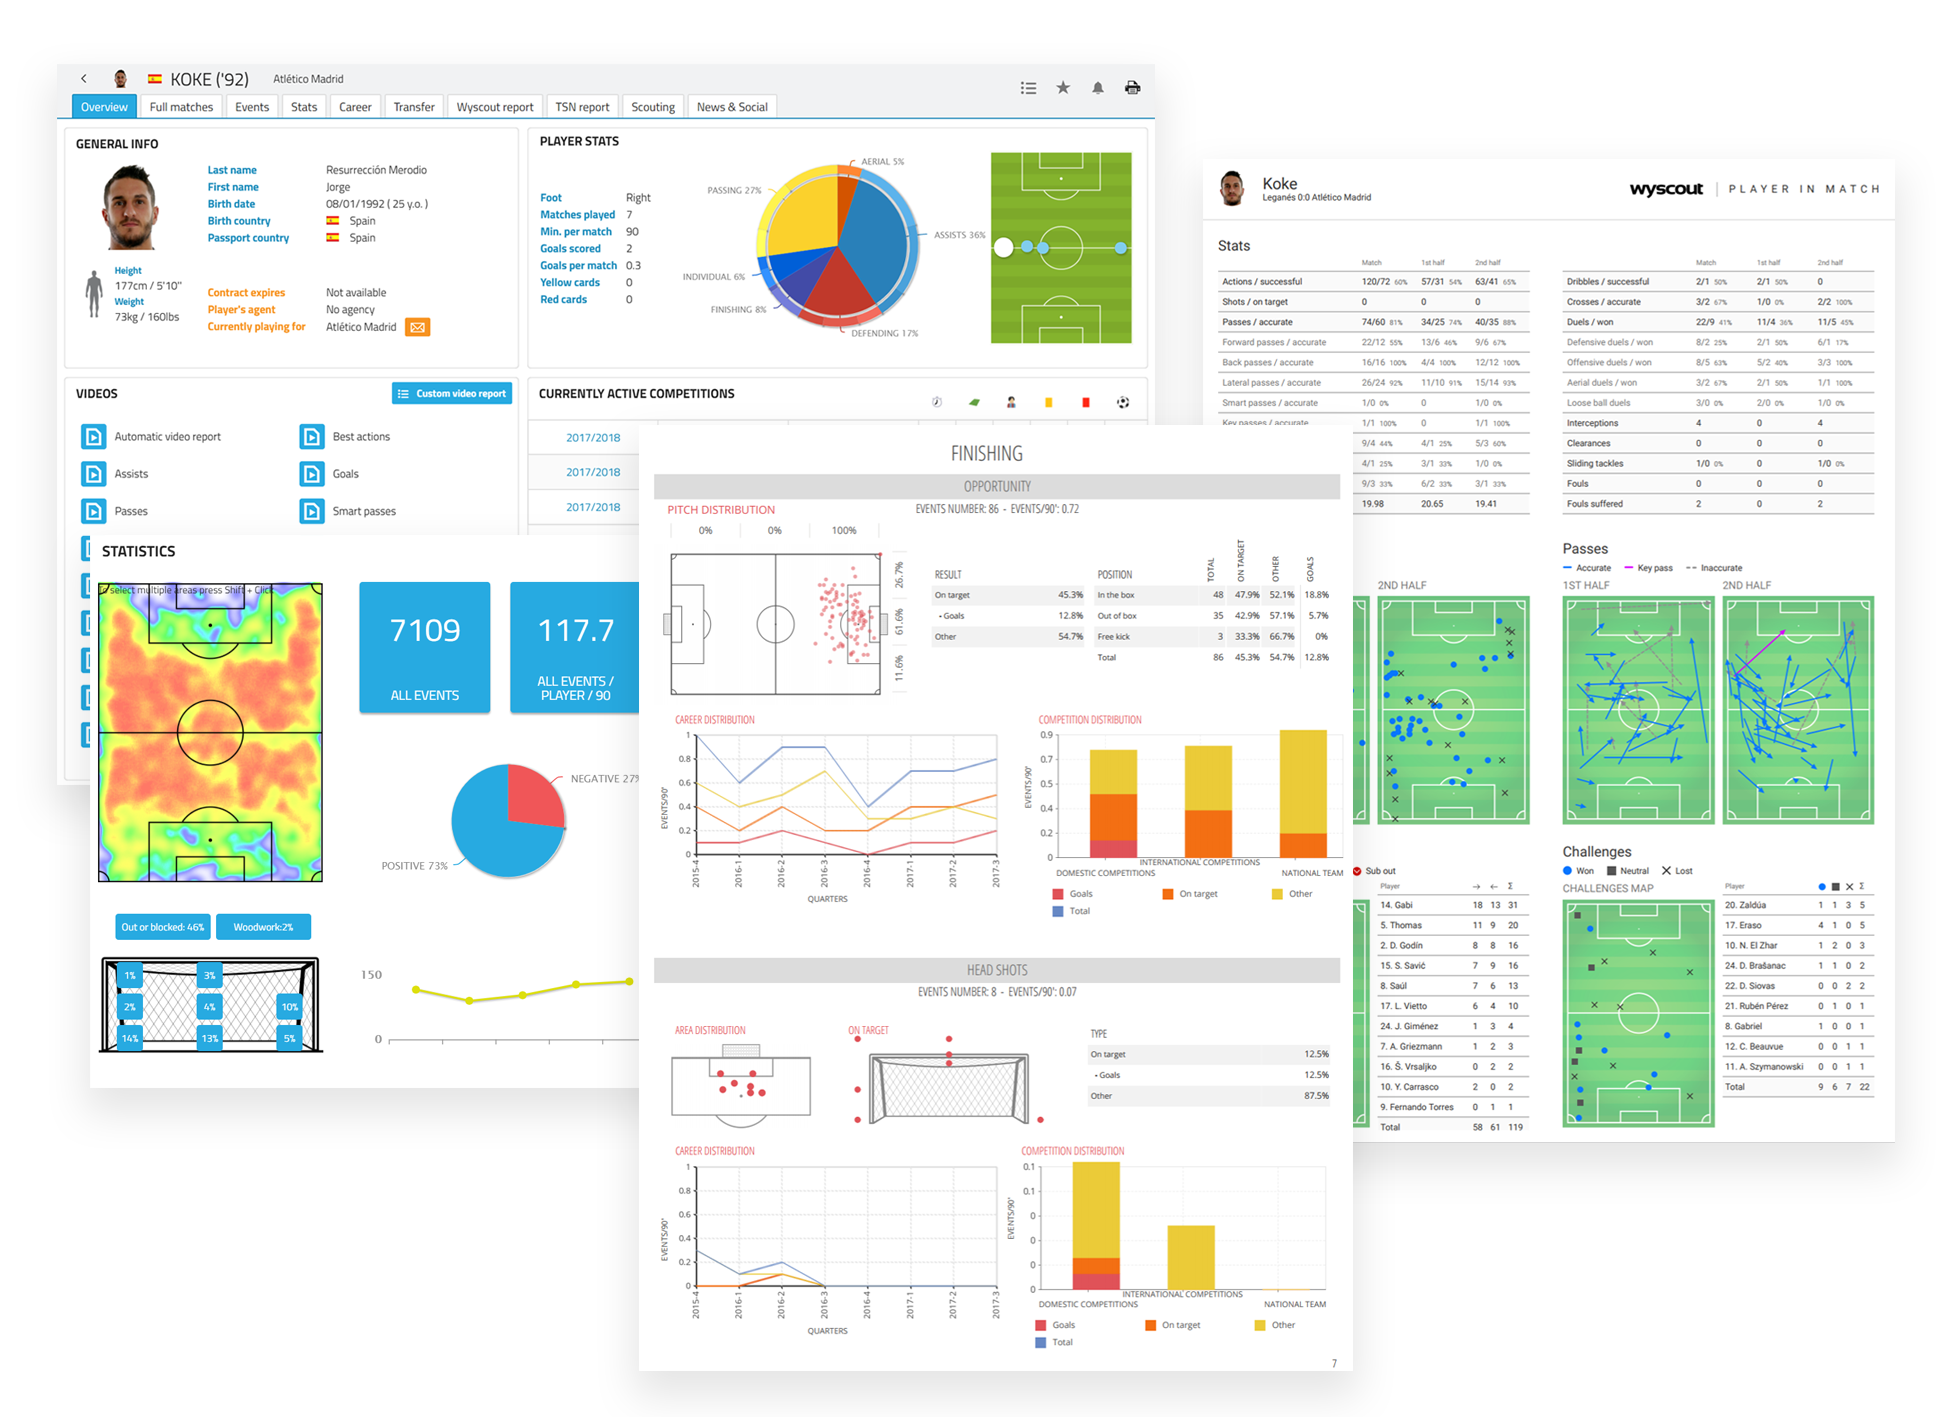 KOKE ('92)
Atlético Madrid
Overview
Full matches
Events
Stats
Career
Transfer
Wyscout report
TSN report
Scouting
News & Social
GENERAL INFO
Last name Resurrección Merodio
First name Jorge
Birth date 08/01/1992 ( 25 y.o. )
Birth country Spain
Passport country Spain
Height
177cm / 5'10"
Weight
73kg / 160lbs
Contract expires Not available
Player's agent No agency
Currently playing for Atlético Madrid
PLAYER STATS
Foot Right
Matches played 7
Min. per match 90
Goals scored 2
Goals per match 0.3
Yellow cards 0
Red cards 0
AERIAL 5%
PASSING 27%
ASSISTS 36%
INDIVIDUAL 6%
FINISHING 8%
DEFENDING 17%
VIDEOS
Custom video report
Automatic video report
Best actions
Assists
Goals
Passes
Smart passes
CURRENTLY ACTIVE COMPETITIONS
2017/2018
2017/2018
2017/2018
STATISTICS
To select multiple areas press Shift + Click
7109
ALL EVENTS
117.7
ALL EVENTS /
PLAYER / 90
NEGATIVE 27%
POSITIVE 73%
Out or blocked: 46%
Woodwork:2%
1% 3%
2% 4% 10%
14% 13% 5%
150
0
FINISHING
OPPORTUNITY
EVENTS NUMBER: 86 - EVENTS/90': 0.72
PITCH DISTRIBUTION
0% 0% 100%
26.7%
61.6%
11.6%
RESULT
On target 45.3%
• Goals 12.8%
Other 54.7%
POSITION TOTAL ON TARGET OTHER GOALS
In the box 48 47.9% 52.1% 18.8%
Out of box 35 42.9% 57.1% 5.7%
Free kick 3 33.3% 66.7% 0%
Total 86 45.3% 54.7% 12.8%
CAREER DISTRIBUTION
EVENTS/90'
1
0.8
0.6
0.4
0.2
0
2015-4 2016-1 2016-2 2016-3 2016-4 2017-1 2017-2 2017-3
QUARTERS
COMPETITION DISTRIBUTION
EVENTS/90'
0.9
0.7
0.5
0.4
0.2
0
INTERNATIONAL COMPETITIONS
DOMESTIC COMPETITIONS NATIONAL TEAM
Goals On target Other
Total
HEAD SHOTS
EVENTS NUMBER: 8 - EVENTS/90': 0.07
AREA DISTRIBUTION
ON TARGET
TYPE
On target 12.5%
• Goals 12.5%
Other 87.5%
CAREER DISTRIBUTION
EVENTS/90'
1
0.8
0.6
0.4
0.2
0
2015-4 2016-1 2016-2 2016-3 2016-4 2017-1 2017-2 2017-3
QUARTERS
COMPETITION DISTRIBUTION
EVENTS/90'
0.1
0.1
0
0
0
0
INTERNATIONAL COMPETITIONS
DOMESTIC COMPETITIONS NATIONAL TEAM
Goals On target Other
Total
7
Koke
Leganés 0:0 Atlético Madrid
wyscout PLAYER IN MATCH
Stats
Match 1st half 2nd half
Actions / successful 120/72 60% 57/31 54% 63/41 65%
Shots / on target 0 0 0
Passes / accurate 74/60 81% 34/25 74% 40/35 88%
Forward passes / accurate 22/12 55% 13/6 46% 9/6 67%
Back passes / accurate 16/16 100% 4/4 100% 12/12 100%
Lateral passes / accurate 26/24 92% 11/10 91% 15/14 93%
Smart passes / accurate 1/0 0% 0 1/0 0%
Key passes / accurate 1/1 100% 0 1/1 100%
9/4 44% 4/1 25% 5/3 60%
4/1 25% 3/1 33% 1/0 0%
9/3 33% 6/2 33% 3/1 33%
19.98 20.65 19.41
Match 1st half 2nd half
Dribbles / successful 2/1 50% 2/1 50% 0
Crosses / accurate 3/2 67% 1/0 0% 2/2 100%
Duels / won 22/9 41% 11/4 36% 11/5 45%
Defensive duels / won 8/2 25% 2/1 50% 6/1 17%
Offensive duels / won 8/5 63% 5/2 40% 3/3 100%
Aerial duels / won 3/2 67% 2/1 50% 1/1 100%
Loose ball duels 3/0 0% 2/0 0% 1/0 0%
Interceptions 4 0 4
Clearances 0 0 0
Sliding tackles 1/0 0% 0 1/0 0%
Fouls 0 0 0
Fouls suffered 2 0 2
2ND HALF
Passes
Accurate Key pass Inaccurate
1ST HALF
2ND HALF
Sub out
Player → ← Σ
14. Gabi 18 13 31
5. Thomas 11 9 20
2. D. Godín 8 8 16
15. S. Savić 7 9 16
8. Saúl 7 6 13
17. L. Vietto 6 4 10
24. J. Giménez 1 3 4
7. A. Griezmann 1 2 3
16. Š. Vrsaljko 0 2 2
10. Y. Carrasco 2 0 2
9. Fernando Torres 0 1 1
Total 58 61 119
Challenges
Won Neutral Lost
CHALLENGES MAP
Player Σ
20. Zaldúa 1 1 3 5
17. Eraso 4 1 0 5
10. N. El Zhar 1 2 0 3
24. D. Brašanac 1 1 0 2
22. D. Siovas 0 0 2 2
21. Rubén Pérez 0 1 0 1
8. Gabriel 1 0 0 1
12. C. Beauvue 0 0 1 1
11. A. Szymanowski 0 0 1 1
Total 9 6 7 22